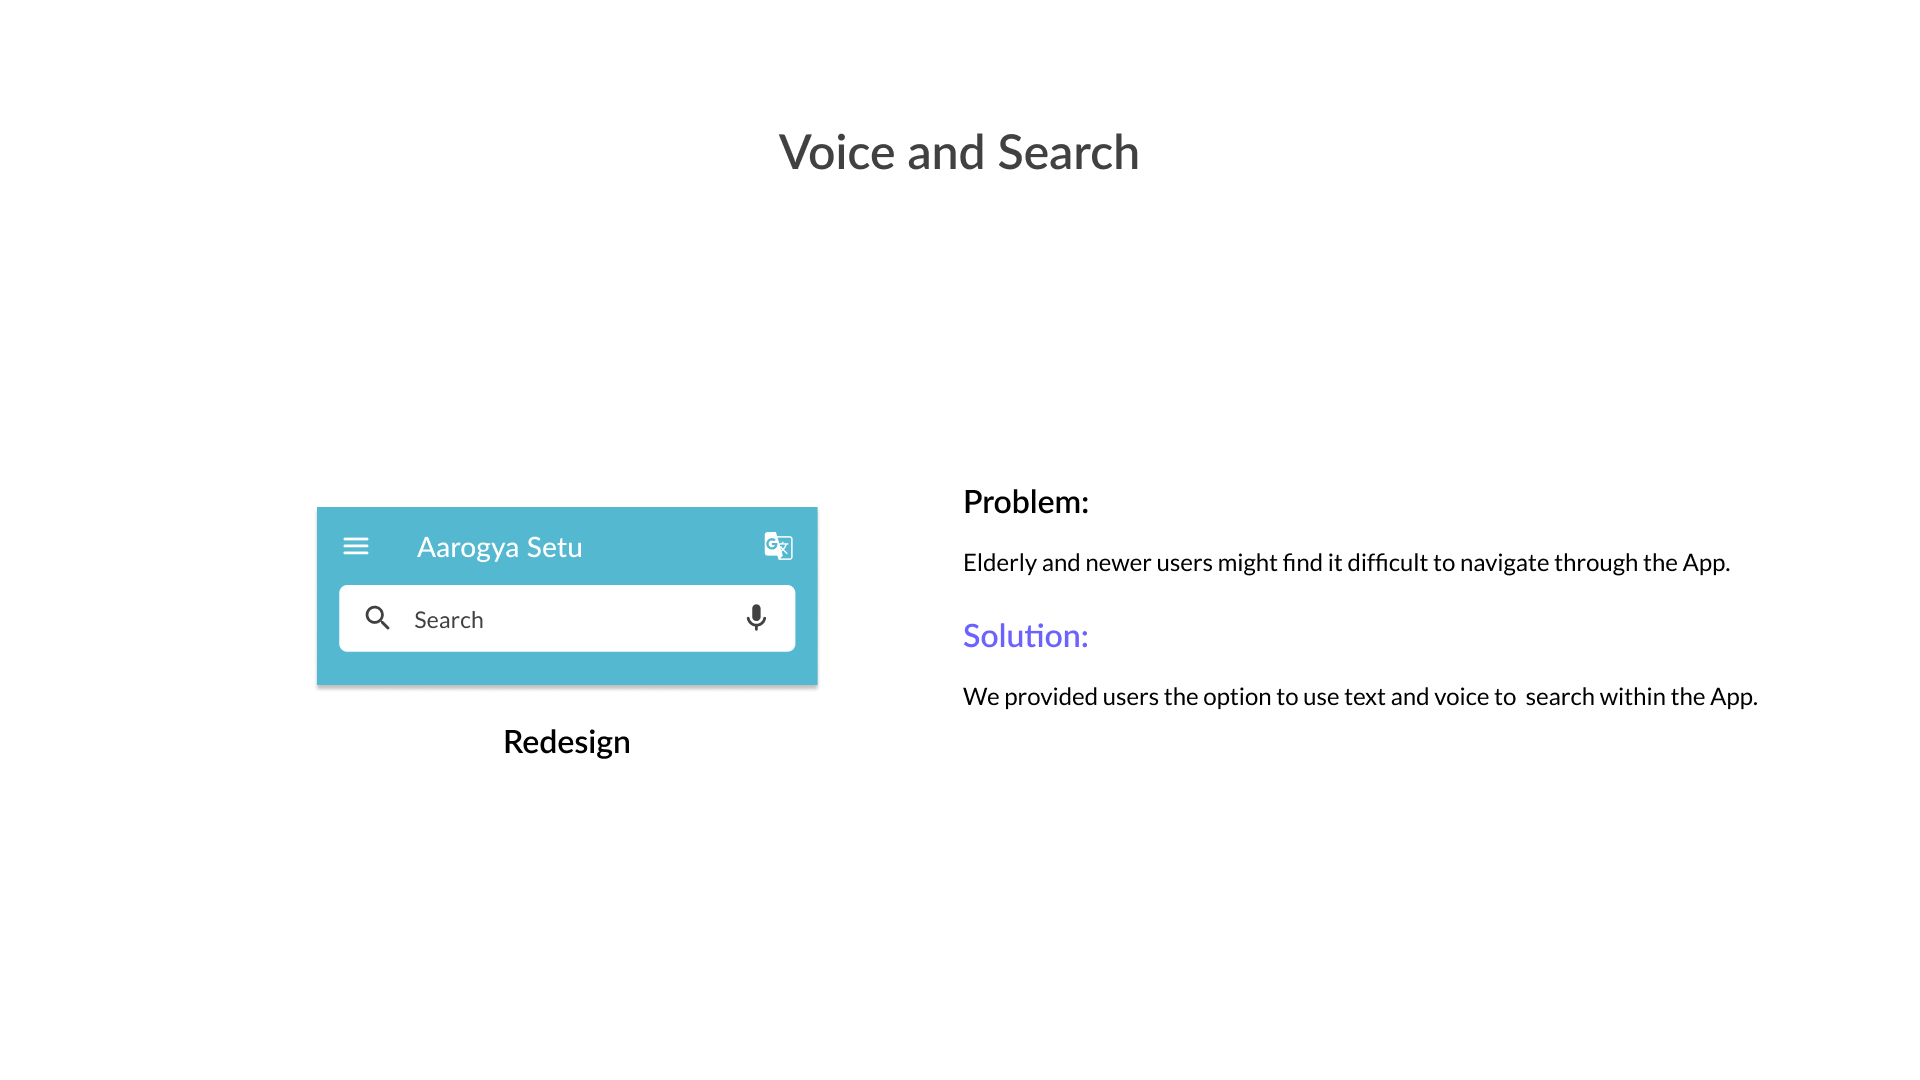 Voice and Search
Aarogya Setu
Search
Redesign
Problem:
Elderly and newer users might find it difficult to navigate through the App.
Solution:
We provided users the option to use text and voice to  search within the App.